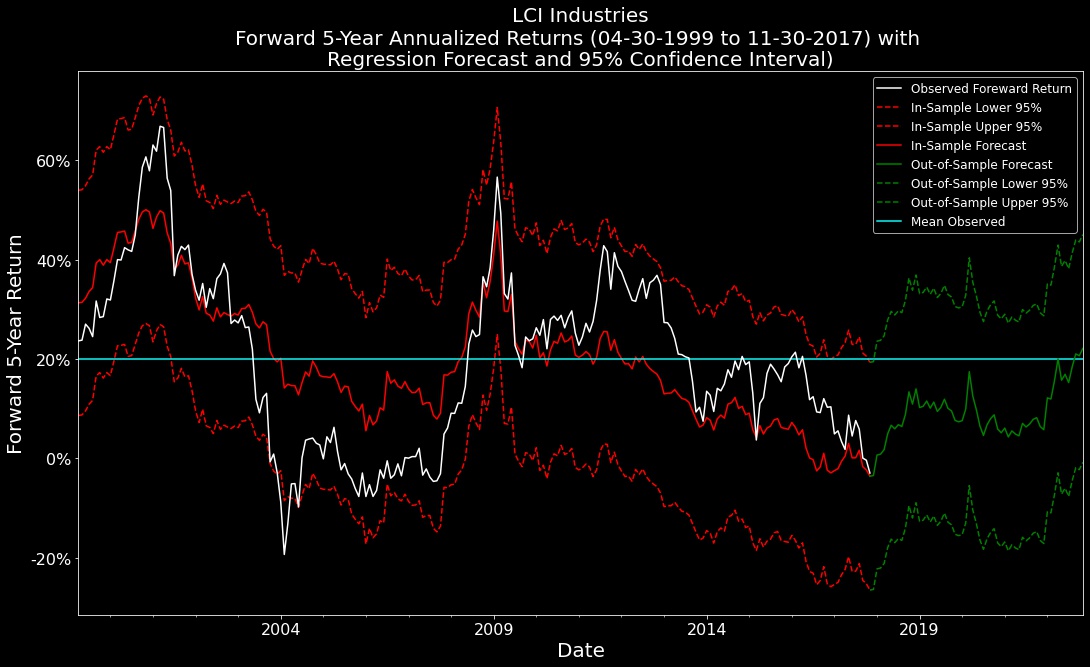 LCI Industries
Forward 5-Year Annualized Returns (04-30-1999 to 11-30-2017) with
Regression Forecast and 95% Confidence Interval)
Observed Foreward Return
In-Sample Lower 95%
In-Sample Upper 95%
In-Sample Forecast
Out-of-Sample Forecast
Out-of-Sample Lower 95%
Out-of-Sample Upper 95%
Mean Observed
Forward 5-Year Return
60%
40%
20%
0%
-20%
2004
2009
2014
2019
Date